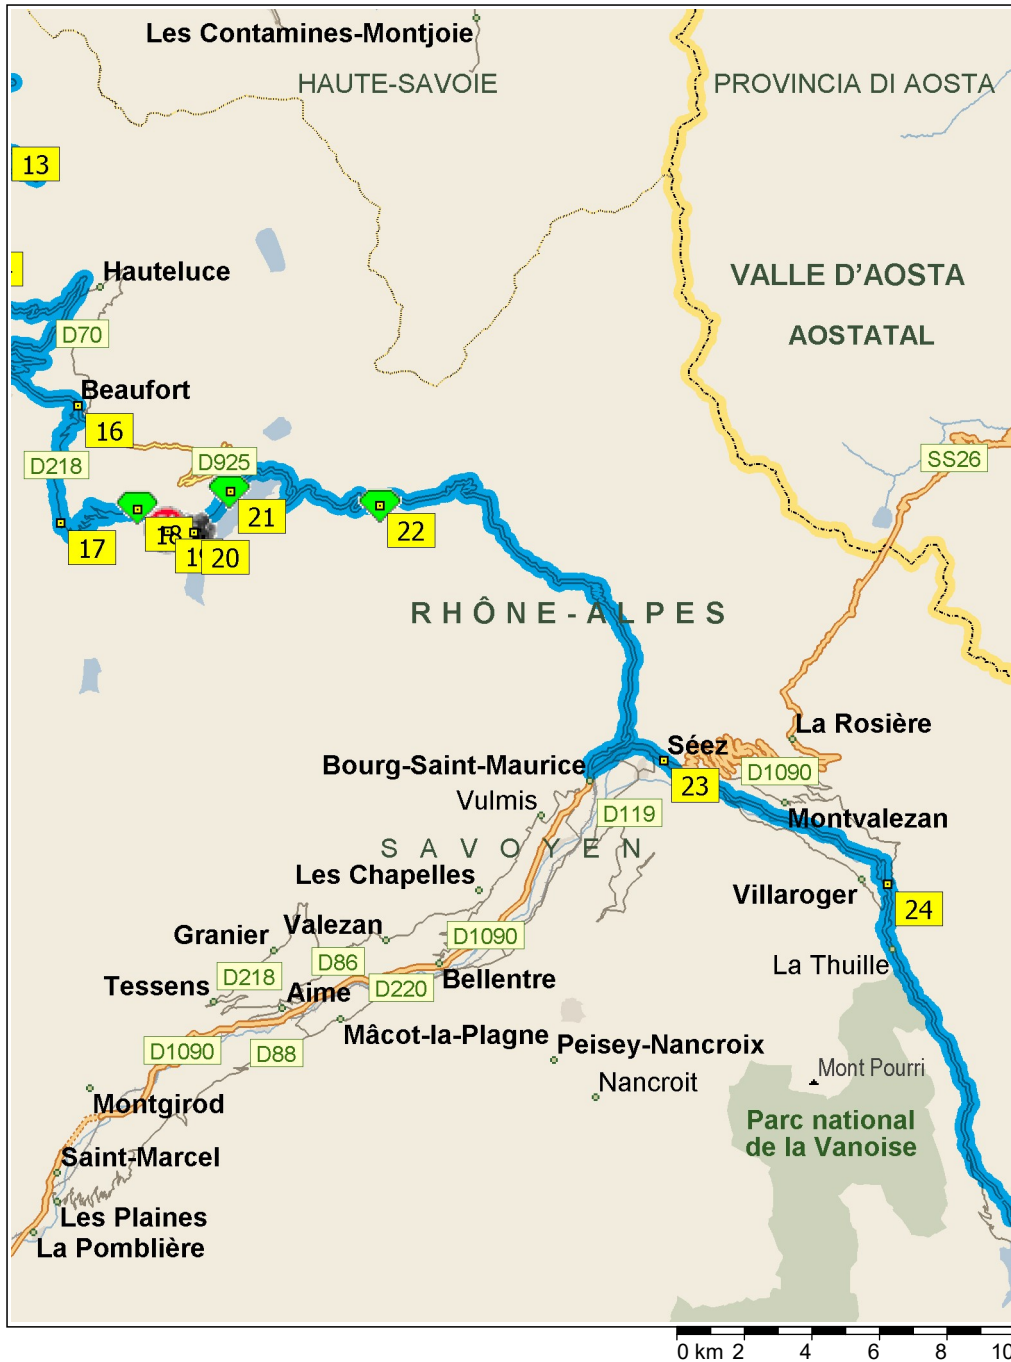 Les Contamines-Montjoie
HAUTE-SAVOIE
PROVINCIA DI AOSTA
13
Hauteluce
VALLE D'AOSTA
D70
AOSTATAL
Beaufort
16
D218
D925
SS26
21
22
17
18
20
RHÔNE-ALPES
La Rosière
Séez
Bourg-Saint-Maurice
D1090
23
Vulmis
D119
Montvalezan
SAVOYEN
Les Chapelles
Villaroger
24
Valezan
Granier
D1090
D86
La Thuille
D218
Bellentre
Tessens
Aime
D220
Mâcot-la-Plagne
D1090
D88
Peisey-Nancroix
Mont Pourri
Nancroit
Montgirod
Parc national
de la Vanoise
Saint-Marcel
Les Plaines
La Pomblière
0 km 2 4 6 8 10